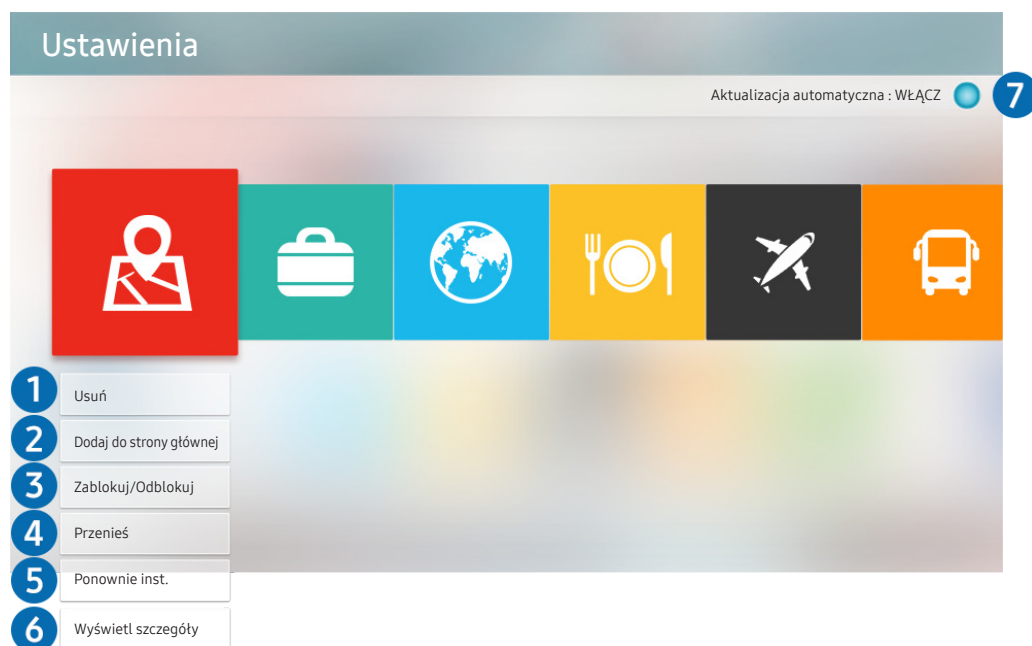 Ustawienia
Aktualizacja automatyczna : WŁĄCZ 7
1 Usuń
2 Dodaj do strony głównej
3 Zablokuj/Odblokuj
4 Przenieś
5 Ponownie inst.
6 Wyświetl szczegóły